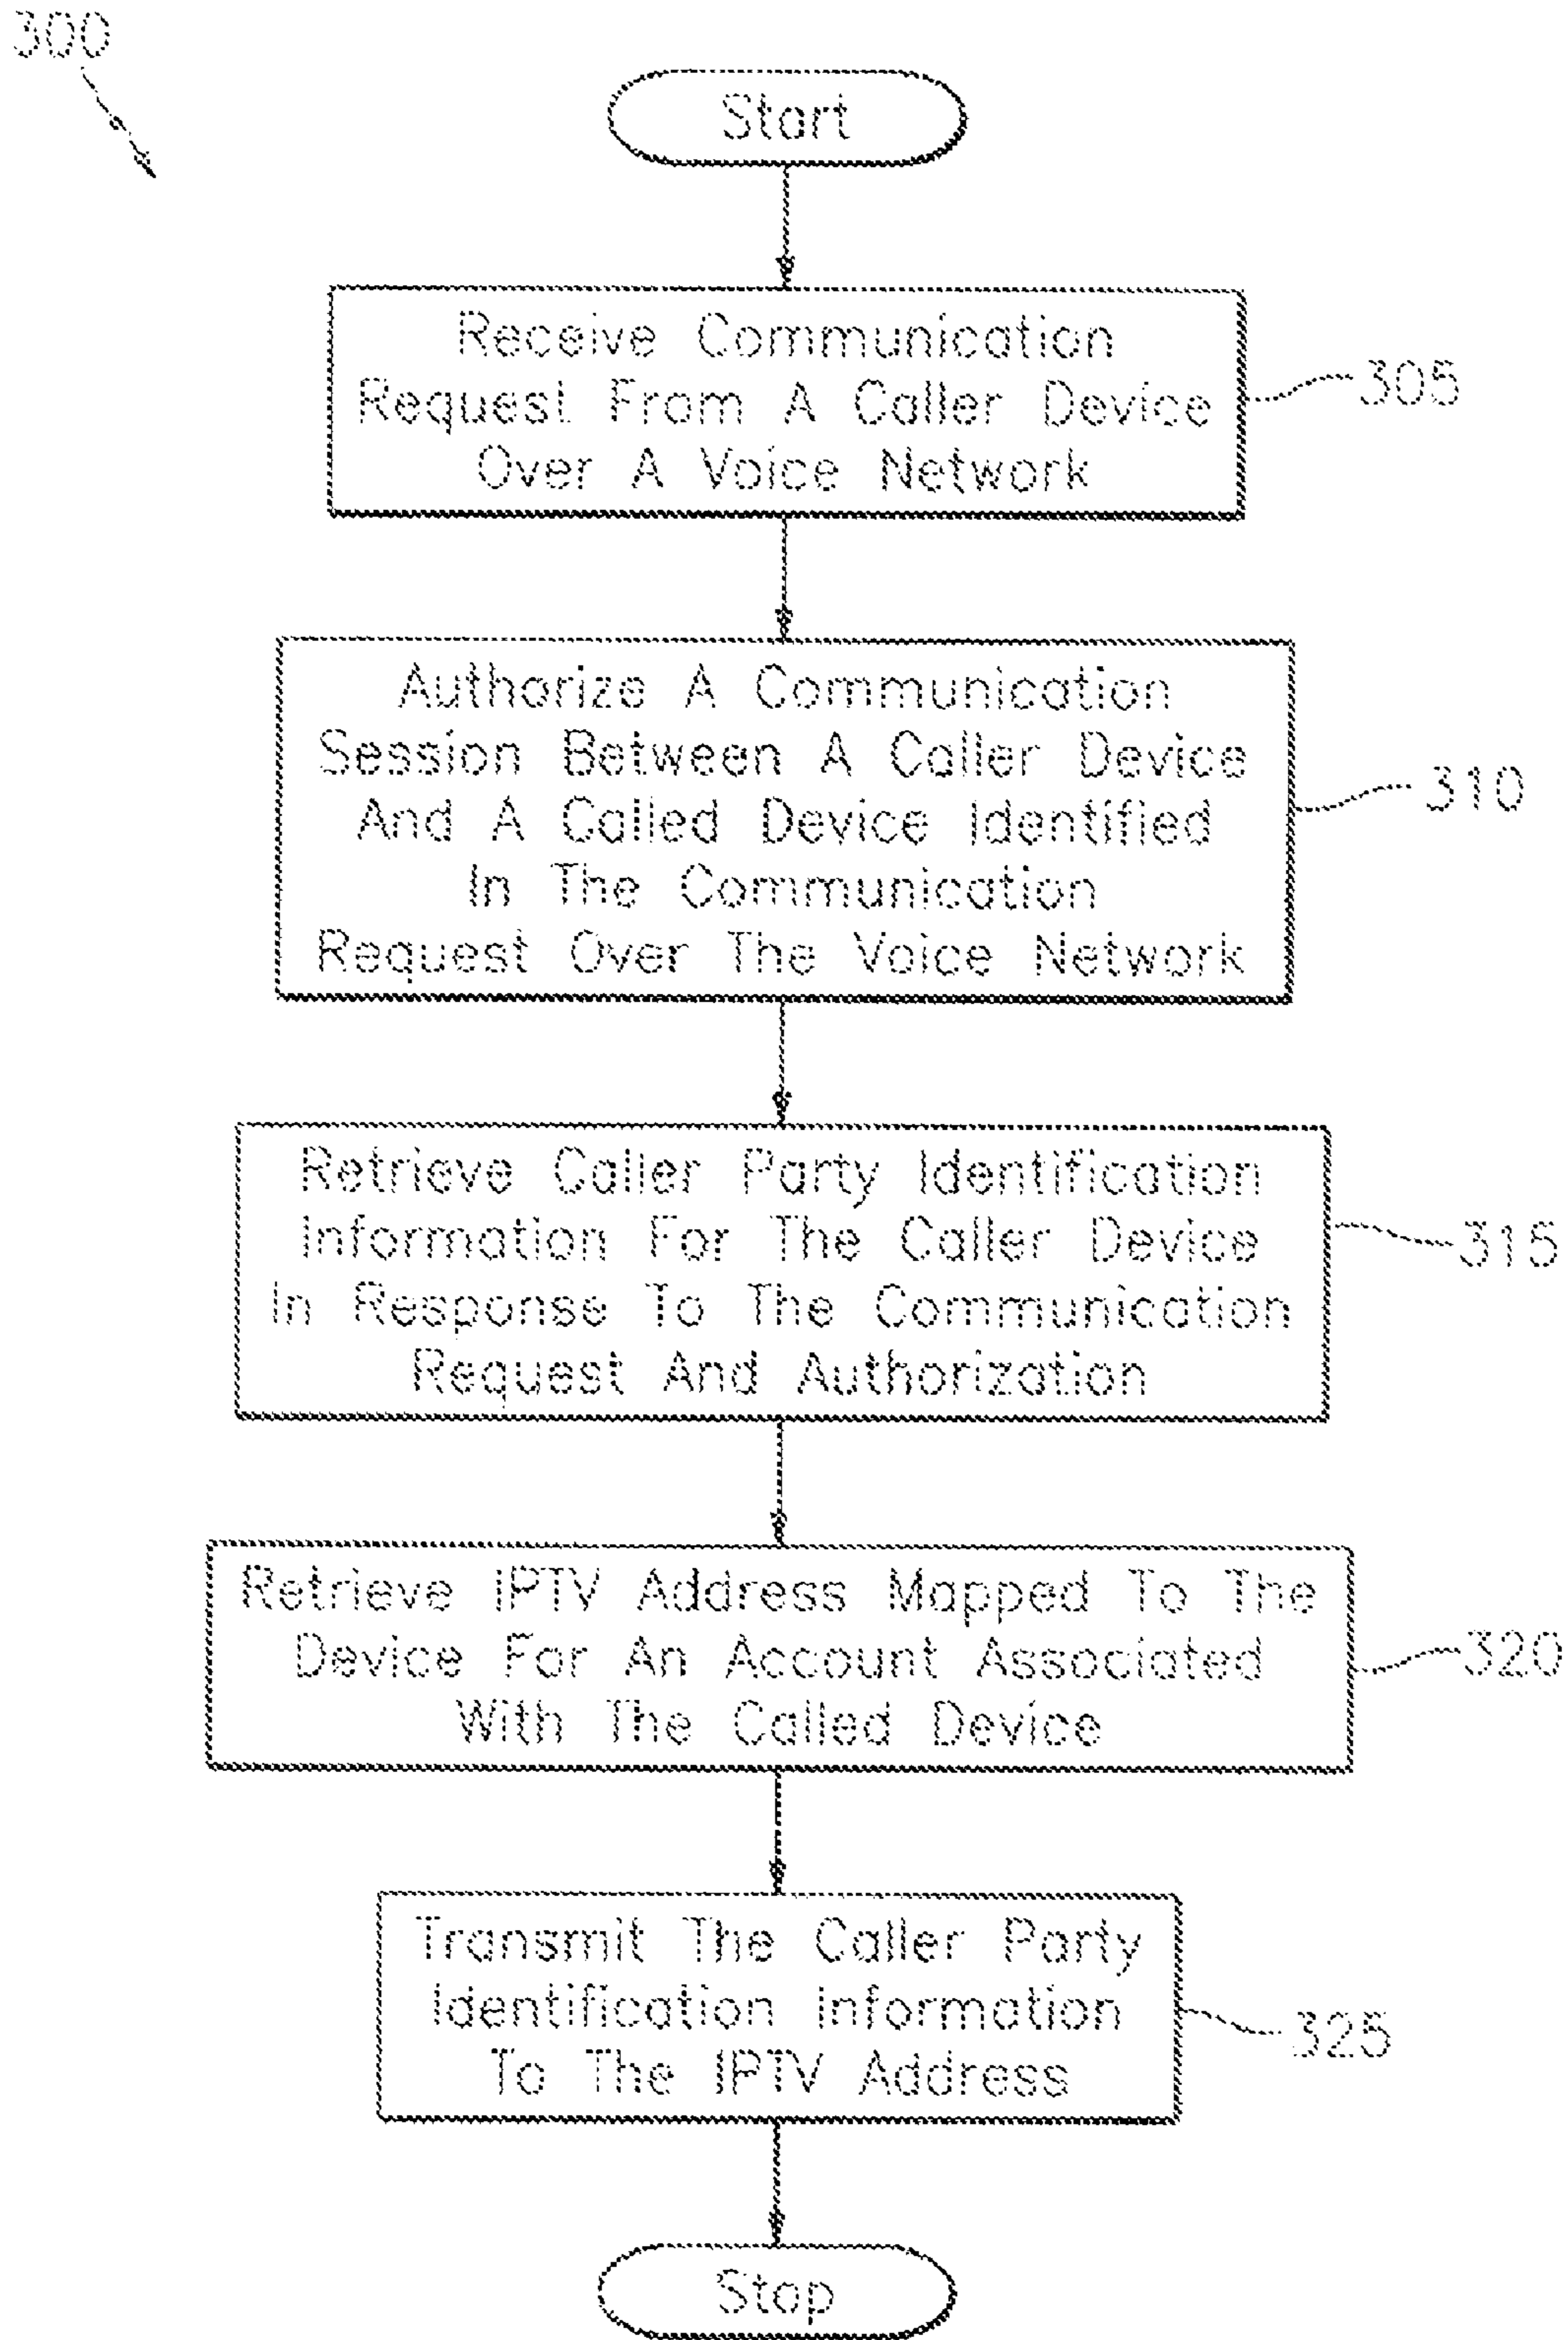 300
Start
Receive Communication
Request From A Caller Device
Over A Voice Network
305
Authorize A Communication
Session Between A Caller Device
And A Called Device Identified
In The Communication
Request Over The Voice Network
310
Retrieve Caller Party Identification
Information For The Caller Device
In Response To The Communication
Request And Authorization
315
Retrieve IPTV Address Mapped To The
Device For An Account Associated
With The Called Device
320
Transmit The Caller Party
Identification Information
To The IPTV Address
325
Stop